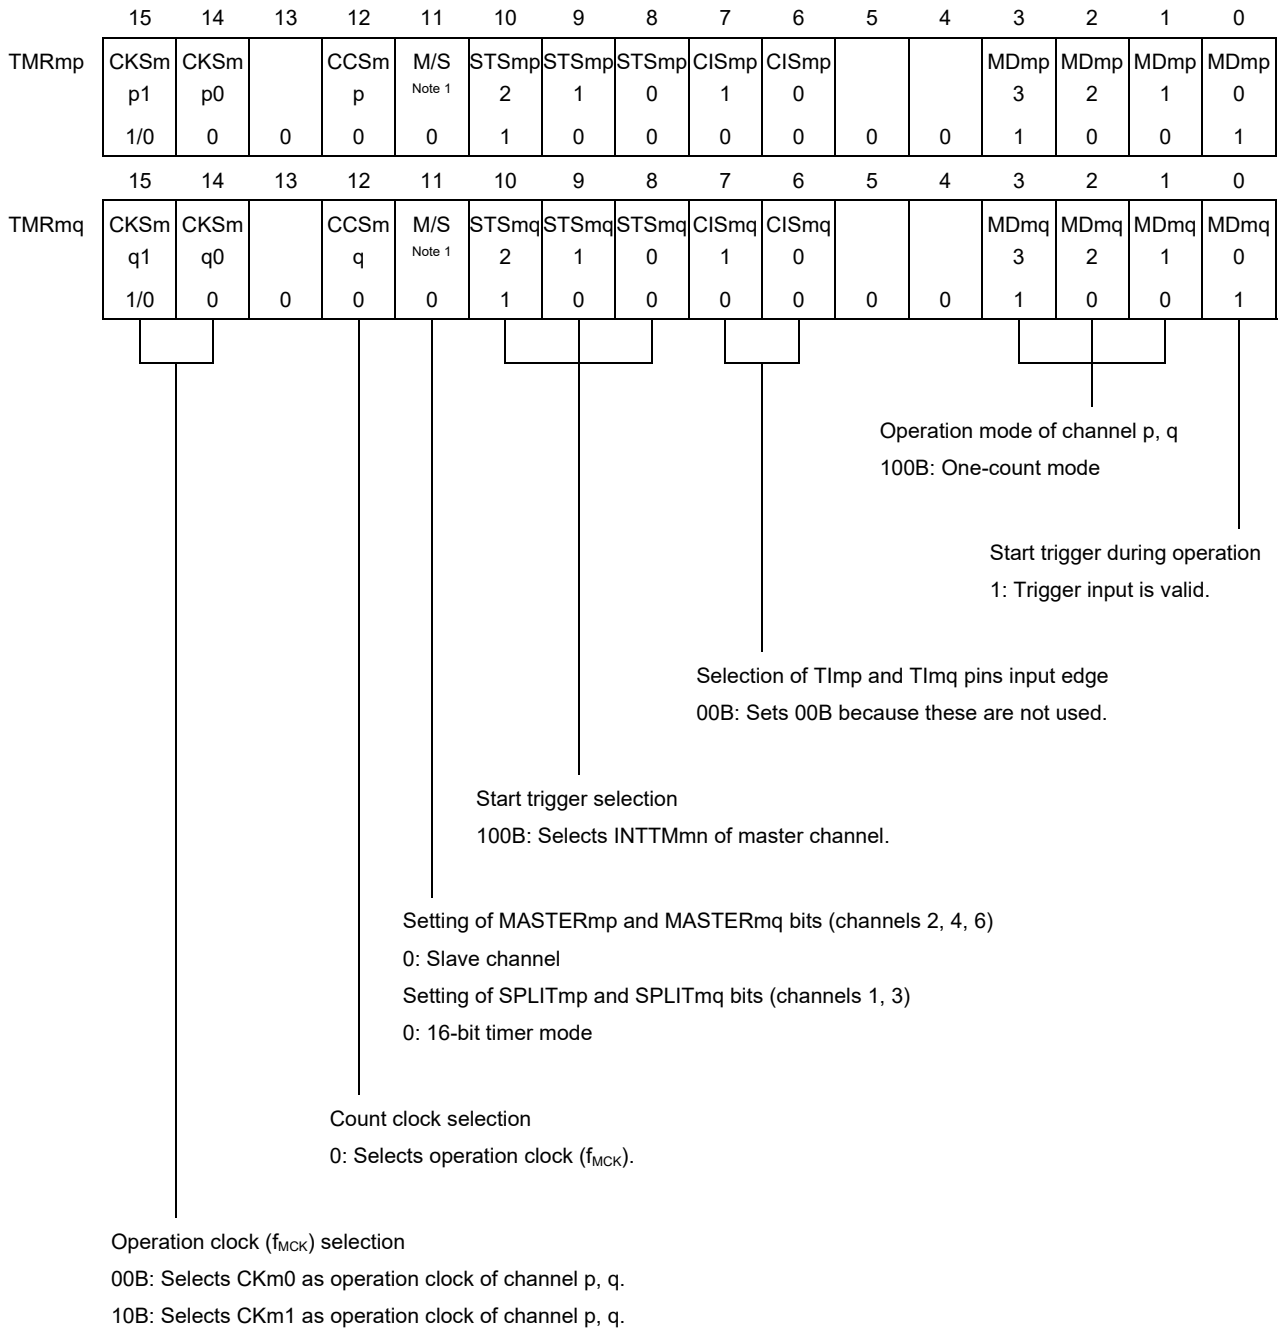 15 14 13 12 11 10 9 8 7 6 5 4 3 2 1 0
TMRmp CKSm CKSm CCSm M/S STSmp STSmp STSmp CISmp CISmp MDmp MDmp MDmp MDmp
p1 p0 p Note 1 2 1 0 1 0 3 2 1 0
1/0 0 0 0 0 1 0 0 0 0 0 0 1 0 0 1
15 14 13 12 11 10 9 8 7 6 5 4 3 2 1 0
TMRmq CKSm CKSm CCSm M/S STSmq STSmq STSmq CISmq CISmq MDmq MDmq MDmq MDmq
q1 q0 q Note 1 2 1 0 1 0 3 2 1 0
1/0 0 0 0 0 1 0 0 0 0 0 0 1 0 0 1
Operation mode of channel p, q
100B: One-count mode
Start trigger during operation
1: Trigger input is valid.
Selection of TImp and TImq pins input edge
00B: Sets 00B because these are not used.
Start trigger selection
100B: Selects INTTMmn of master channel.
Setting of MASTERmp and MASTERmq bits (channels 2, 4, 6)
0: Slave channel
Setting of SPLITmp and SPLITmq bits (channels 1, 3)
0: 16-bit timer mode
Count clock selection
0: Selects operation clock (fMCK).
Operation clock (fMCK) selection
00B: Selects CKm0 as operation clock of channel p, q.
10B: Selects CKm1 as operation clock of channel p, q.